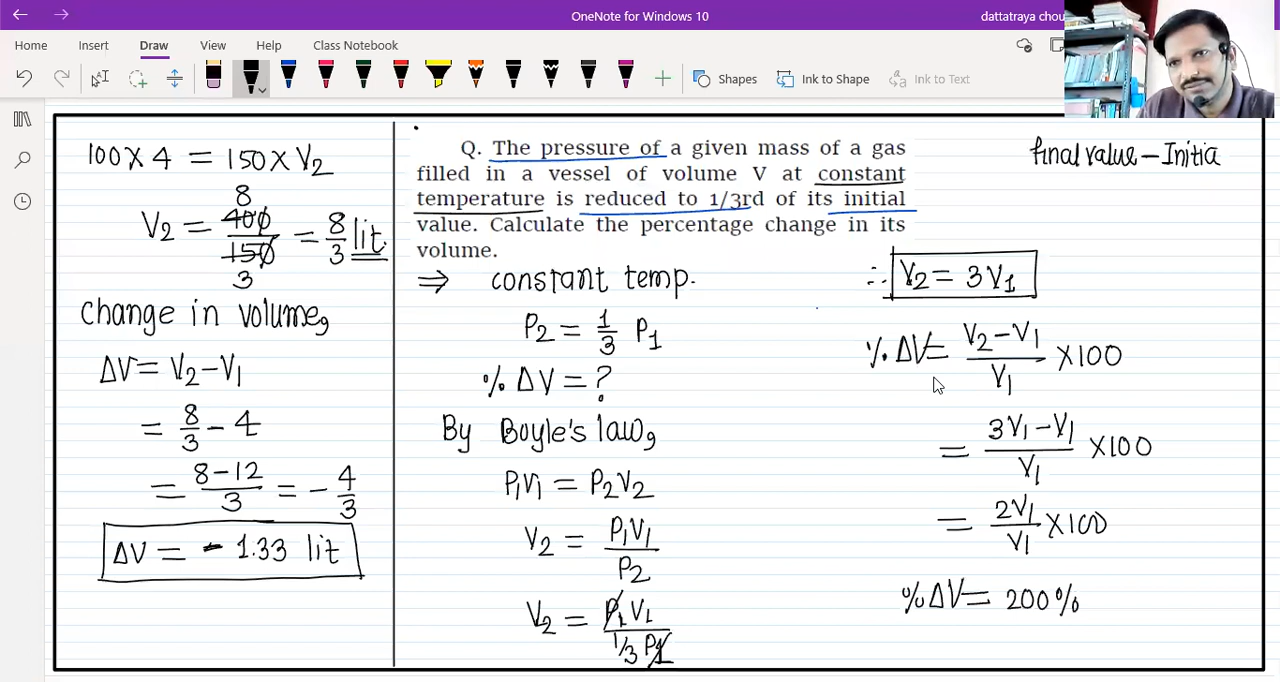 OneNote for Windows 10
dattatraya chou
Home Insert Draw View Help Class Notebook
Shapes Ink to Shape Ink to Text
100 X 4 = 150 X V2
8
V2 = 400/150 = 8/3 lit.
3
change in volume,
ΔV = V2 – V1
= 8/3 – 4
= 8–12/3 = – 4/3
ΔV = - 1.33 lit
Q. The pressure of a given mass of a gas
filled in a vessel of volume V at constant
temperature is reduced to 1/3rd of its initial
value. Calculate the percentage change in its
volume.
⇒ constant temp.
P2 = 1/3 P1
% ΔV = ?
By Boyle's law,
P1V1 = P2V2
V2 = P1V1/P2
V2 = P1V1/1/3 P1
final value – Initia
∴ V2 = 3V1
% ΔV = V2–V1/V1 X100
= 3V1–V1/V1 X100
= 2V1/V1 X100
% ΔV = 200%